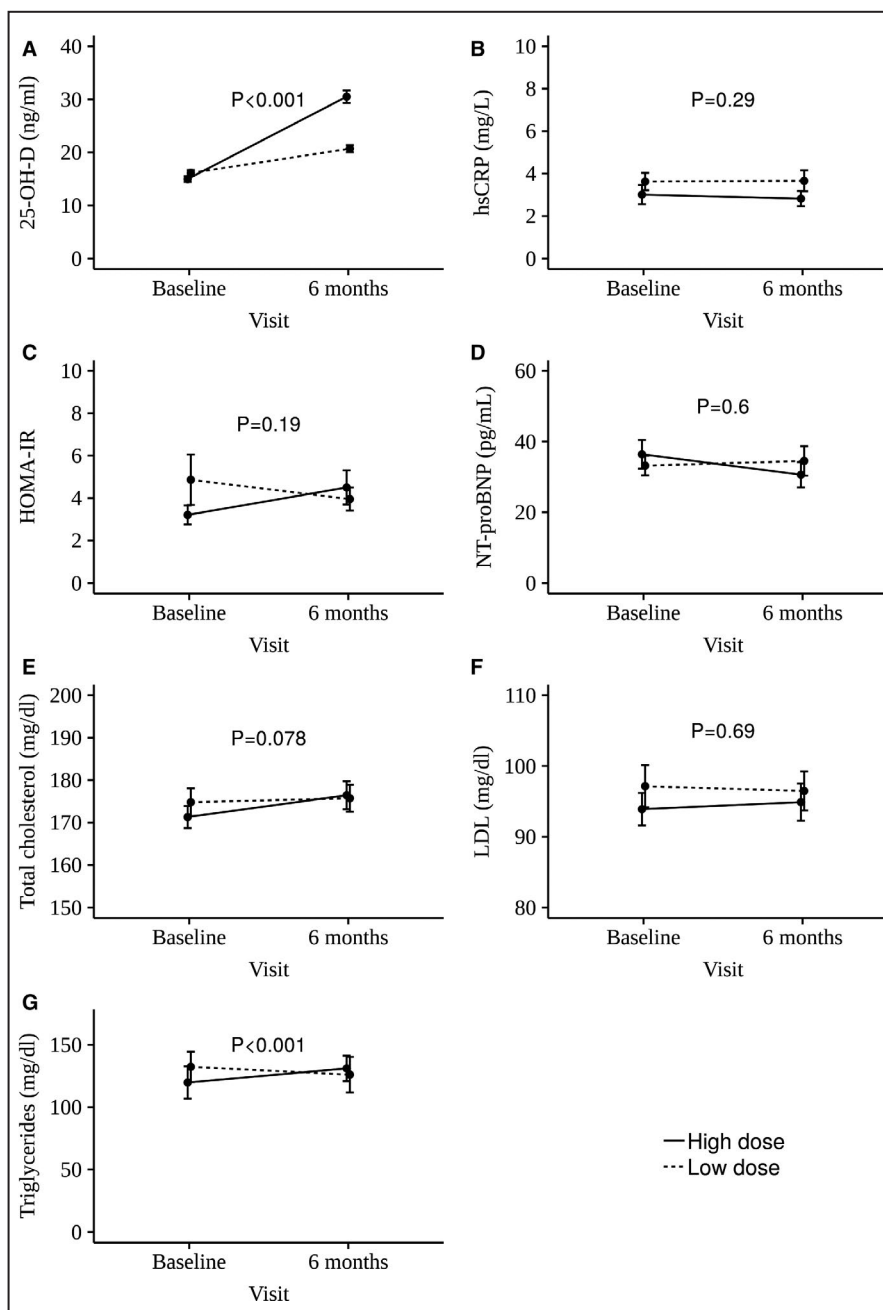 A
25-OH-D (ng/ml)
40
30
20
10
0
P<0.001
Baseline
6 months
Visit
B
hsCRP (mg/L)
10
8
6
4
2
0
P=0.29
Baseline
6 months
Visit
C
HOMA-IR
10
8
6
4
2
0
P=0.19
Baseline
6 months
Visit
D
NT-proBNP (pg/mL)
60
40
20
0
P=0.6
Baseline
6 months
Visit
E
Total cholesterol (mg/dl)
200
190
180
170
160
150
P=0.078
Baseline
6 months
Visit
F
LDL (mg/dl)
110
100
90
80
P=0.69
Baseline
6 months
Visit
G
Triglycerides (mg/dl)
150
100
50
0
P<0.001
Baseline
6 months
Visit
High dose
Low dose